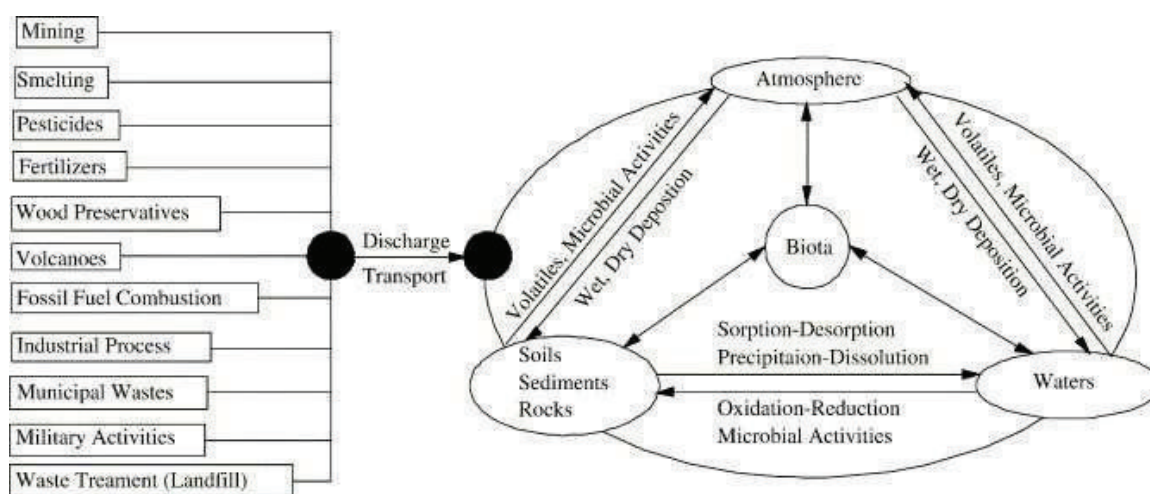 Mining
Smelting
Pesticides
Fertilizers
Wood Preservatives
Volcanoes
Fossil Fuel Combustion
Industrial Process
Municipal Wastes
Military Activities
Waste Treament (Landfill)
Discharge
Transport
Atmosphere
Volatiles, Microbial Activities
Wet, Dry Deposition
Volatiles, Microbial Activities
Wet, Dry Deposition
Biota
Sorption-Desorption
Precipitaion-Dissolution
Soils
Sediments
Rocks
Waters
Oxidation-Reduction
Microbial Activities